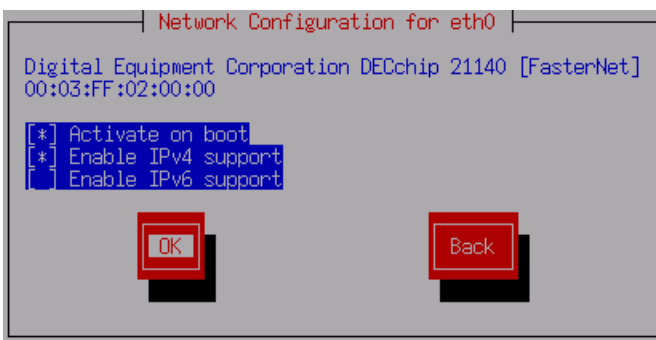 Network Configuration for eth0
Digital Equipment Corporation DECchip 21140 [FasterNet]
00:03:FF:02:00:00
[*] Activate on boot
[*] Enable IPv4 support
[ ] Enable IPv6 support
OK Back